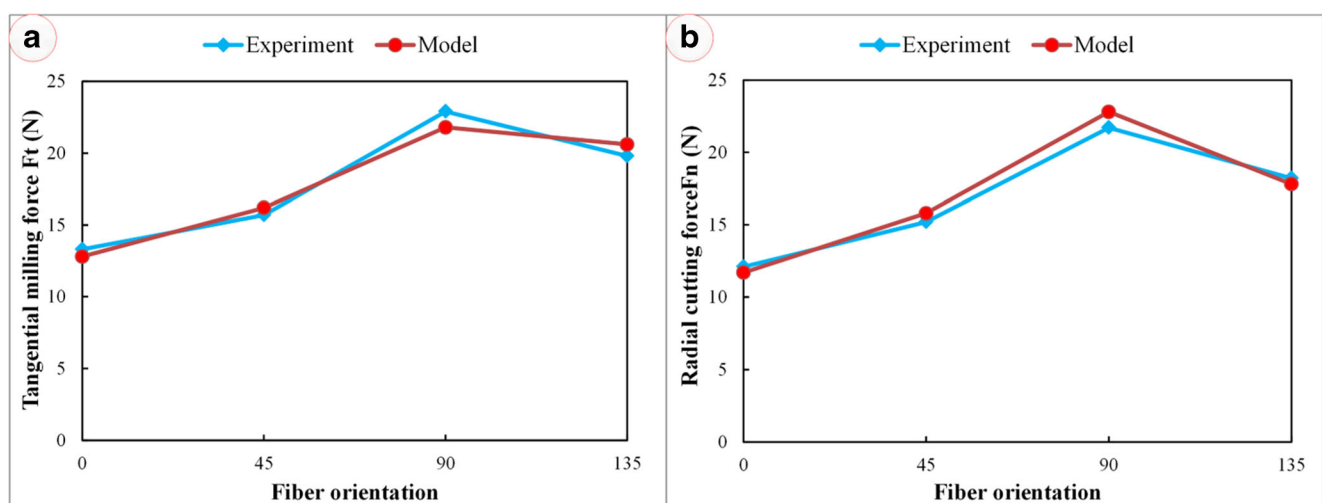 a
Experiment Model
25
20
15
10
5
0
Tangential milling force Ft (N)
0 45 90 135
Fiber orientation
b
Experiment Model
25
20
15
10
5
0
Radial cutting forceFn (N)
0 45 90 135
Fiber orientation